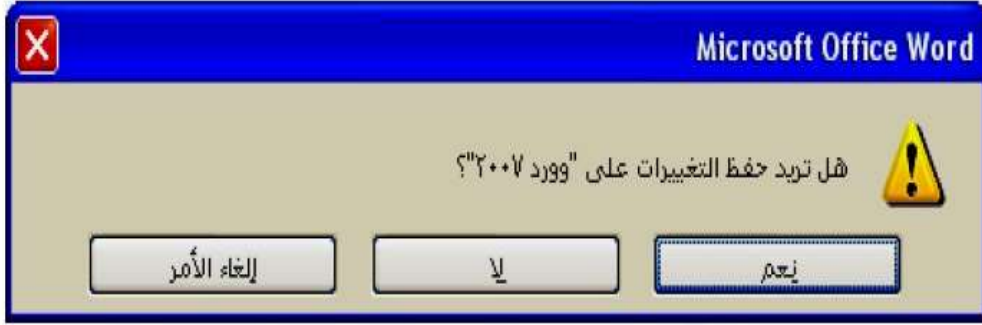 Microsoft Office Word
هل تريد حفظ التغييرات على "وورد ٢٠٠٧"؟
نعم
لا
إلغاء الأمر